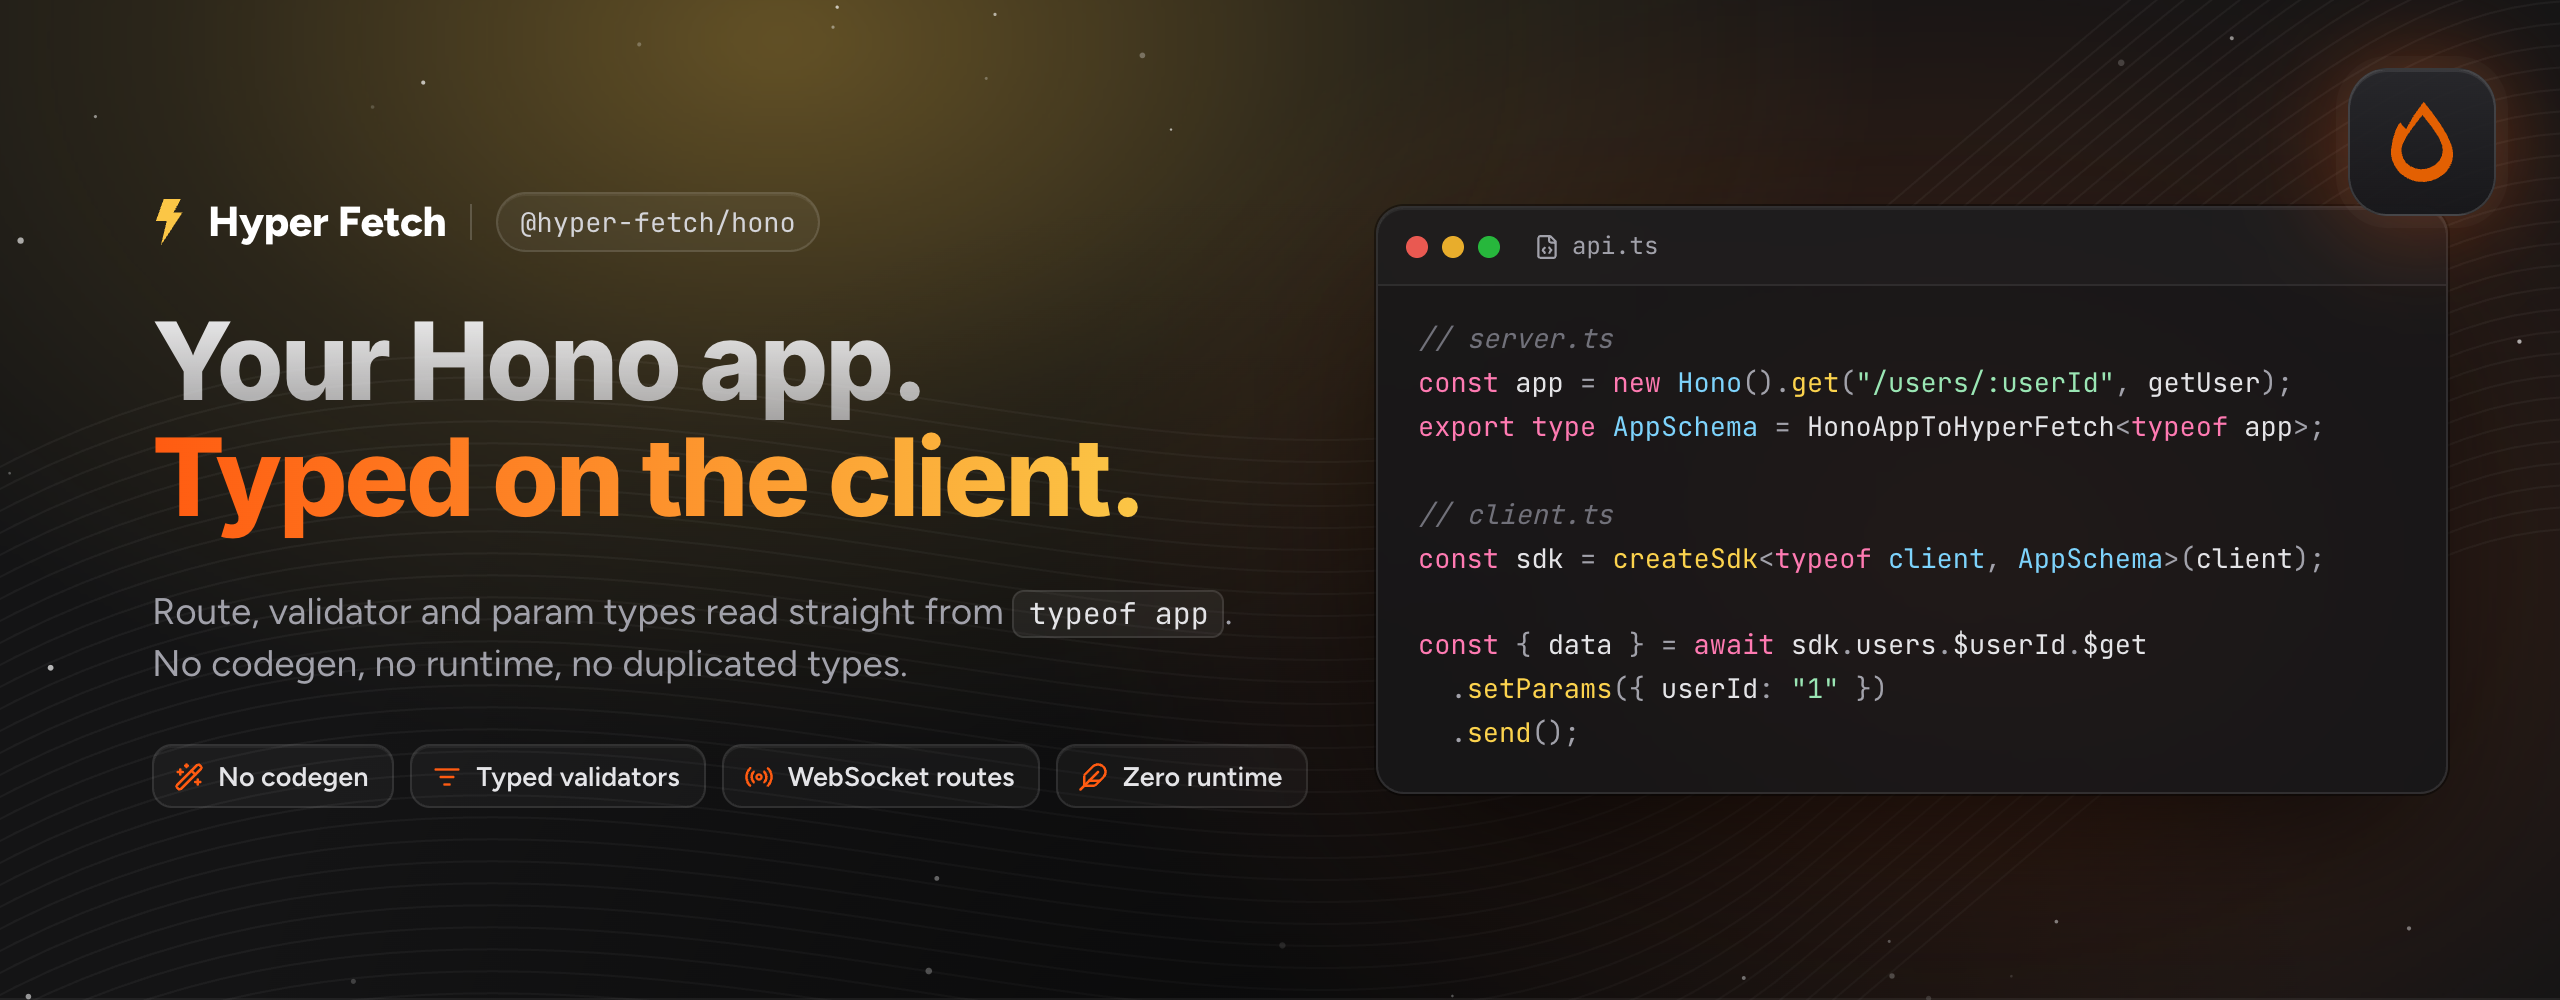 Hyper Fetch
@hyper-fetch/hono
Your Hono app.
Typed on the client.
Route, validator and param types read straight from typeof app.
No codegen, no runtime, no duplicated types.
No codegen
Typed validators
WebSocket routes
Zero runtime
api.ts
// server.ts
const app = new Hono().get("/users/:userId", getUser);
export type AppSchema = HonoAppToHyperFetch<typeof app>;
// client.ts
const sdk = createSdk<typeof client, AppSchema>(client);
const { data } = await sdk.users.$userId.$get
  .setParams({ userId: "1" })
  .send();